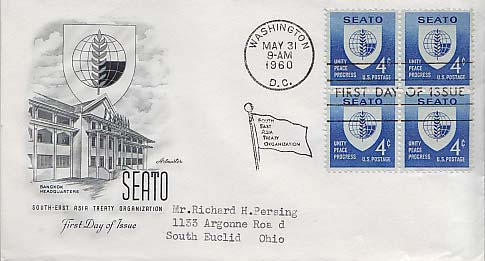 WASHINGTON
MAY 31
9-AM
1960
D.C.
SEATO
UNITY
PEACE
PROGRESS
4¢
U.S. POSTAGE
SEATO
UNITY
PEACE
PROGRESS
4¢
U.S. POSTAGE
FIRST DAY OF ISSUE
SEATO
UNITY
PEACE
PROGRESS
4¢
U.S. POSTAGE
SEATO
UNITY
PEACE
PROGRESS
4¢
U.S. POSTAGE
SOUTH
EAST
ASIA
TREATY
ORGANIZATION
Artmaster
BANGKOK
HEADQUARTERS
SEATO
SOUTH-EAST ASIA TREATY ORGANIZATION
First Day of Issue
Mr.Richard H.Persing
1133 Argonne Roa d
South Euclid Ohio